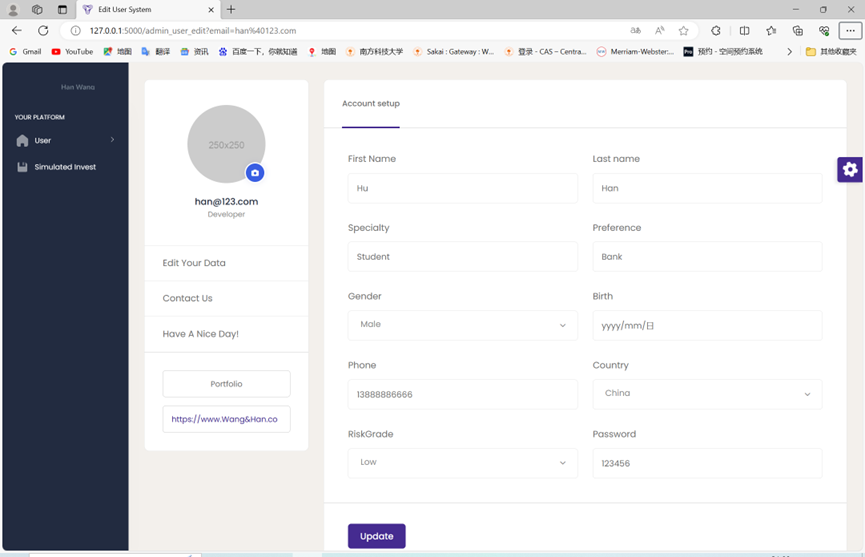 Edit User System
127.0.0.1:5000/admin_user_edit?email=han%40123.com
Gmail YouTube 地图 翻译 资讯 百度一下，你就知道 地图 南方科技大学 Sakai : Gateway : W... 登录 - CAS – Centra... Merriam-Webster:... Pro 预约 - 空间预约系统 其他收藏夹
Han Wang
YOUR PLATFORM
User
Simulated Invest
250x250
han@123.com
Developer
Edit Your Data
Contact Us
Have A Nice Day!
Portfolio
https://www.Wang&Han.co
Account setup
First Name Last name
Hu Han
Specialty Preference
Student Bank
Gender Birth
Male yyyy/mm/日
Phone Country
13888886666 China
RiskGrade Password
Low 123456
Update